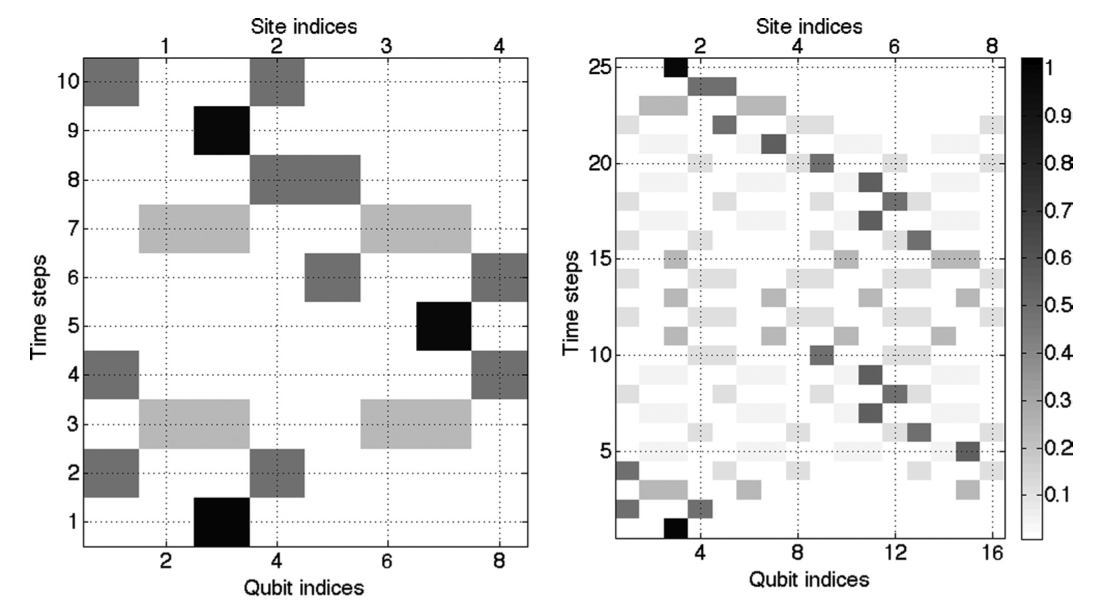 Site indices
1 2 3 4
Time steps
10
9
8
7
6
5
4
3
2
1
2 4 6 8
Qubit indices
Site indices
2 4 6 8
Time steps
25
20
15
10
5
4 8 12 16
Qubit indices
1
0.9
0.8
0.7
0.6
0.5
0.4
0.3
0.2
0.1